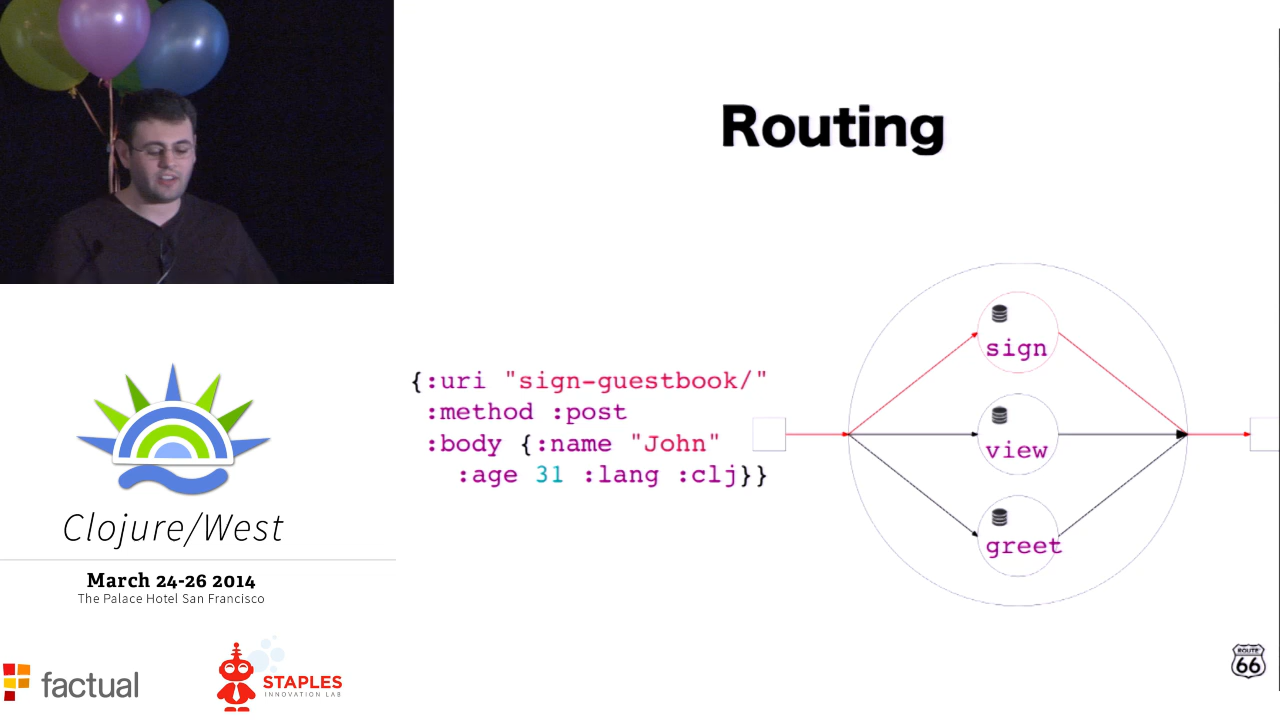 Routing
{:uri "sign-guestbook/"
:method :post
:body {:name "John"
:age 31 :lang :clj}}
sign
view
greet
ROUTE
66
Clojure/West
March 24-26 2014
The Palace Hotel San Francisco
factual
STAPLES
INNOVATION LAB